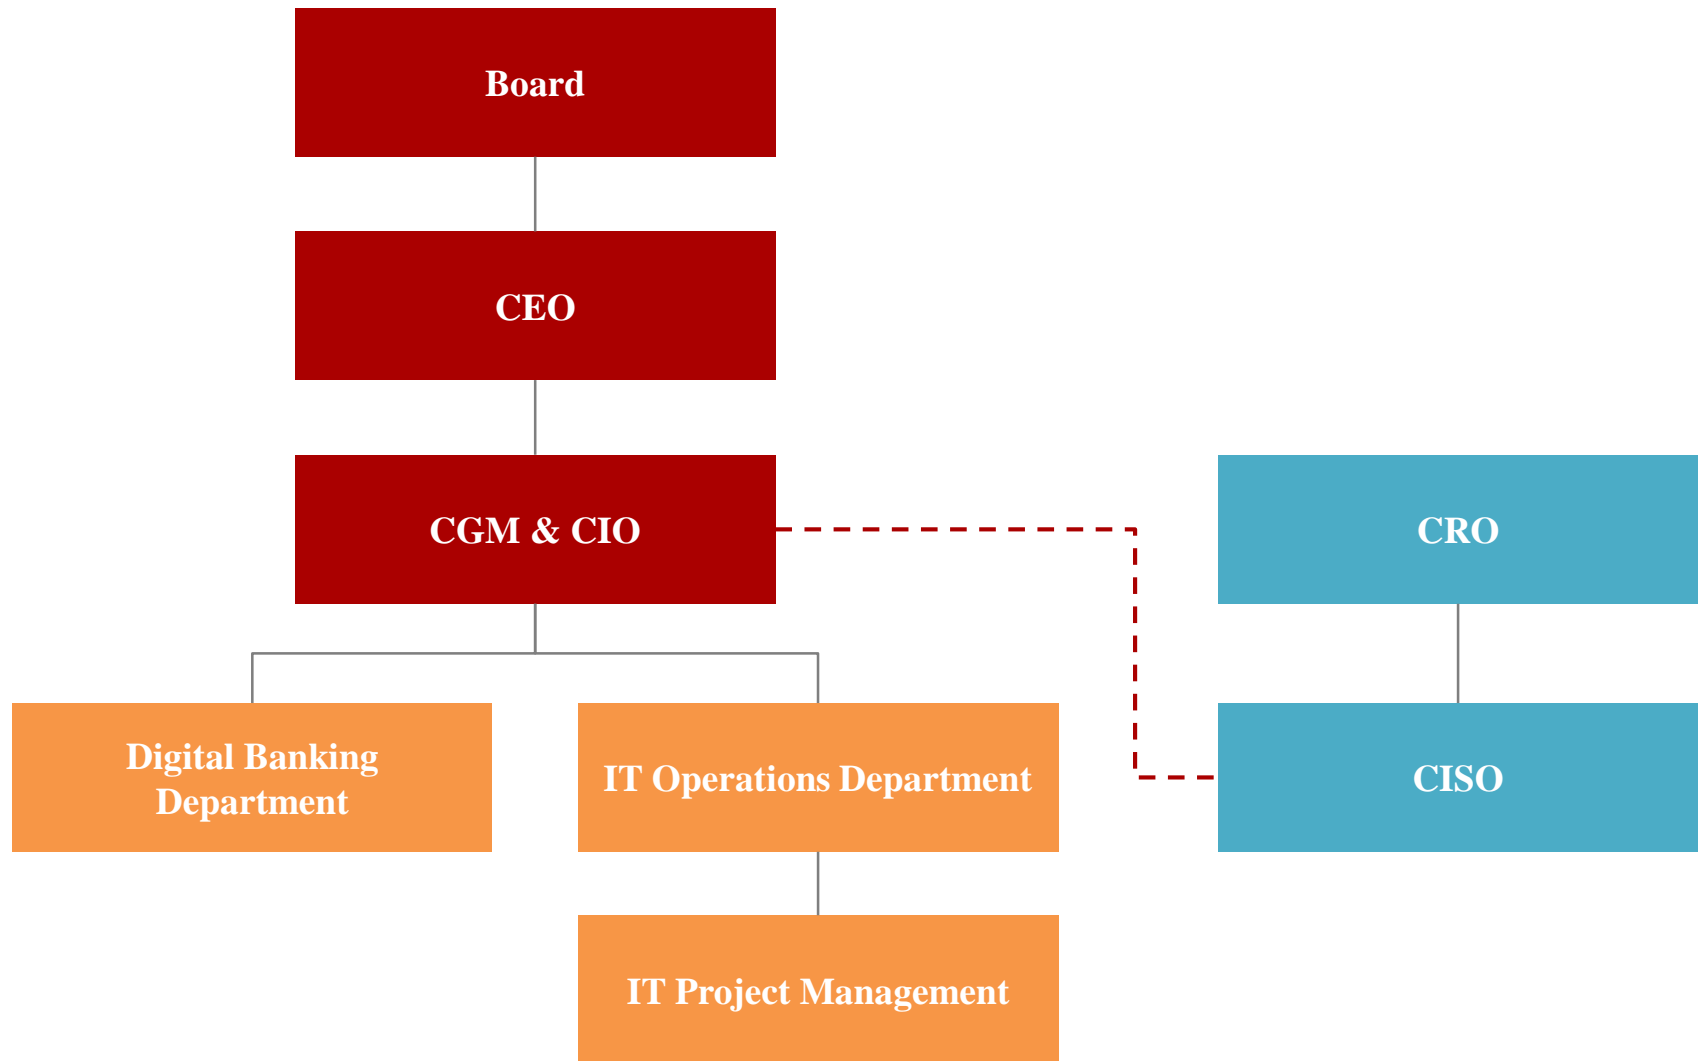 Board
CEO
CGM & CIO
CRO
Digital Banking
Department
IT Operations Department
CISO
IT Project Management